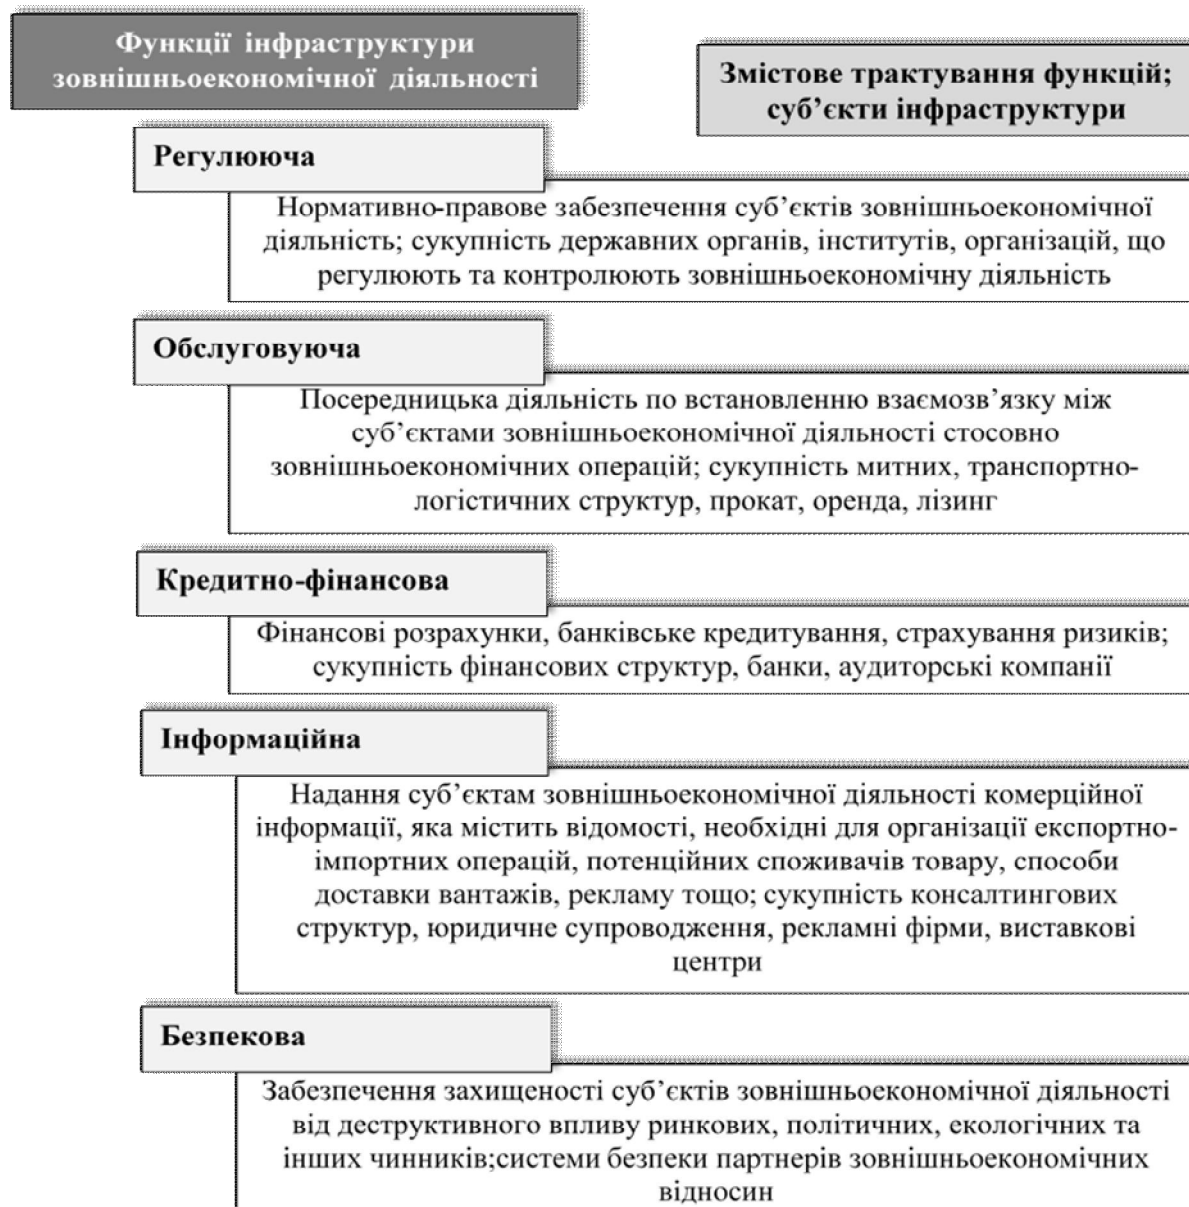 Функції інфраструктури
зовнішньоекономічної діяльності
Змістове трактування функцій;
суб’єкти інфраструктури
Регулююча
Нормативно-правове забезпечення суб’єктів зовнішньоекономічної
діяльність; сукупність державних органів, інститутів, організацій, що
регулюють та контролюють зовнішньоекономічну діяльність
Обслуговуюча
Посередницька діяльність по встановленню взаємозв’язку між
суб’єктами зовнішньоекономічної діяльності стосовно
зовнішньоекономічних операцій; сукупність митних, транспортно-
логістичних структур, прокат, оренда, лізинг
Кредитно-фінансова
Фінансові розрахунки, банківське кредитування, страхування ризиків;
сукупність фінансових структур, банки, аудиторські компанії
Інформаційна
Надання суб’єктам зовнішньоекономічної діяльності комерційної
інформації, яка містить відомості, необхідні для організації експортно-
імпортних операцій, потенційних споживачів товару, способи
доставки вантажів, рекламу тощо; сукупність консалтингових
структур, юридичне супроводження, рекламні фірми, виставкові
центри
Безпекова
Забезпечення захищеності суб’єктів зовнішньоекономічної діяльності
від деструктивного впливу ринкових, політичних, екологічних та
інших чинників;системи безпеки партнерів зовнішньоекономічних
відносин